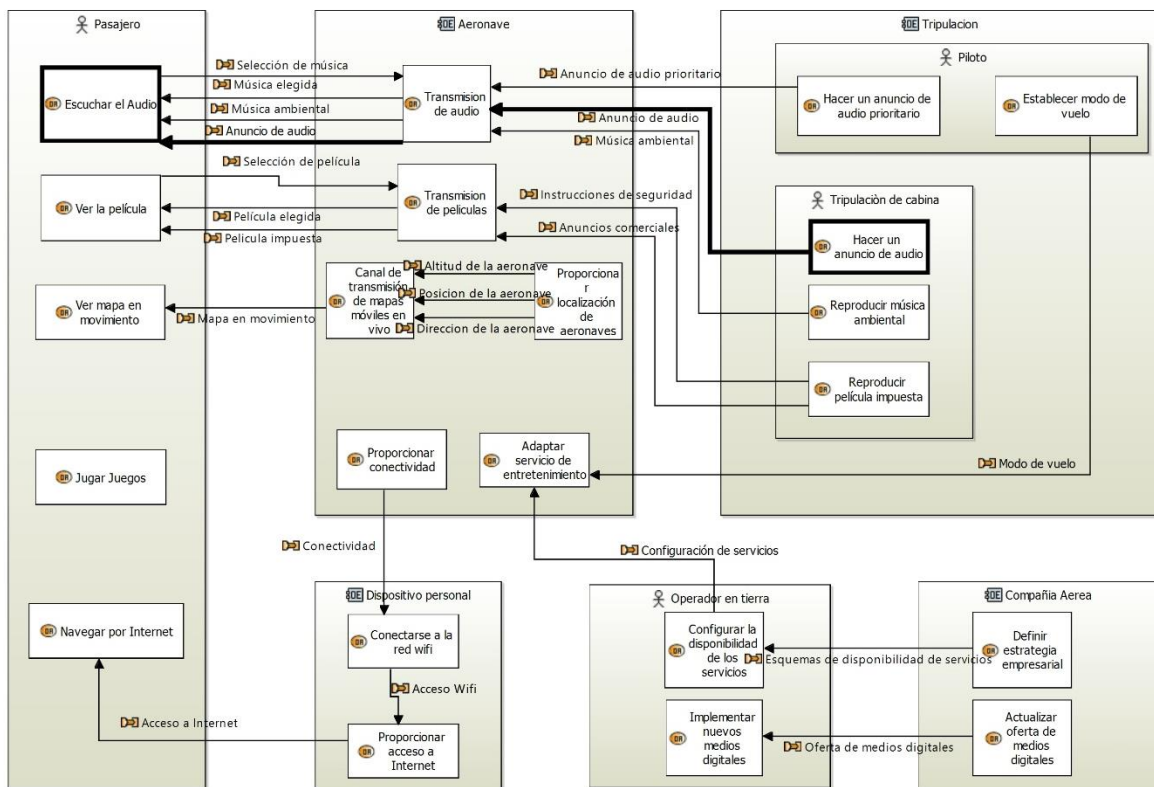 Pasajero
Aeronave
Tripulacion
Piloto
Selección de música
Música elegida
Escuchar el Audio
Música ambiental
Anuncio de audio
Transmision
de audio
Anuncio de audio prioritario
Anuncio de audio
Música ambiental
Hacer un anuncio de
audio prioritario
Establecer modo de
vuelo
Selección de película
Ver la película
Película elegida
Pelicula impuesta
Transmision
de peliculas
Instrucciones de seguridad
Anuncios comerciales
Tripulaciòn de cabina
Hacer un
anuncio de audio
Ver mapa en
movimiento
Mapa en movimiento
Canal de
transmisión
de mapas
móviles en
vivo
Altitud de la aeronave
Posicion de la aeronave
Direccion de la aeronave
Proporciona
r
localización
de
aeronaves
Reproducir música
ambiental
Reproducir
película impuesta
Jugar Juegos
Proporcionar
conectividad
Adaptar
servicio de
entretenimiento
Modo de vuelo
Conectividad
Configuración de servicios
Dispositivo personal
Operador en tierra
Compañia Aerea
Navegar por Internet
Conectarse a la
red wifi
Configurar la
disponibilidad
de los
servicios
Esquemas de disponibilidad de servicios
Definir
estrategia
empresarial
Acceso Wifi
Acceso a Internet
Proporcionar
acceso a
Internet
Implementar
nuevos
medios
digitales
Oferta de medios digitales
Actualizar
oferta de
medios
digitales